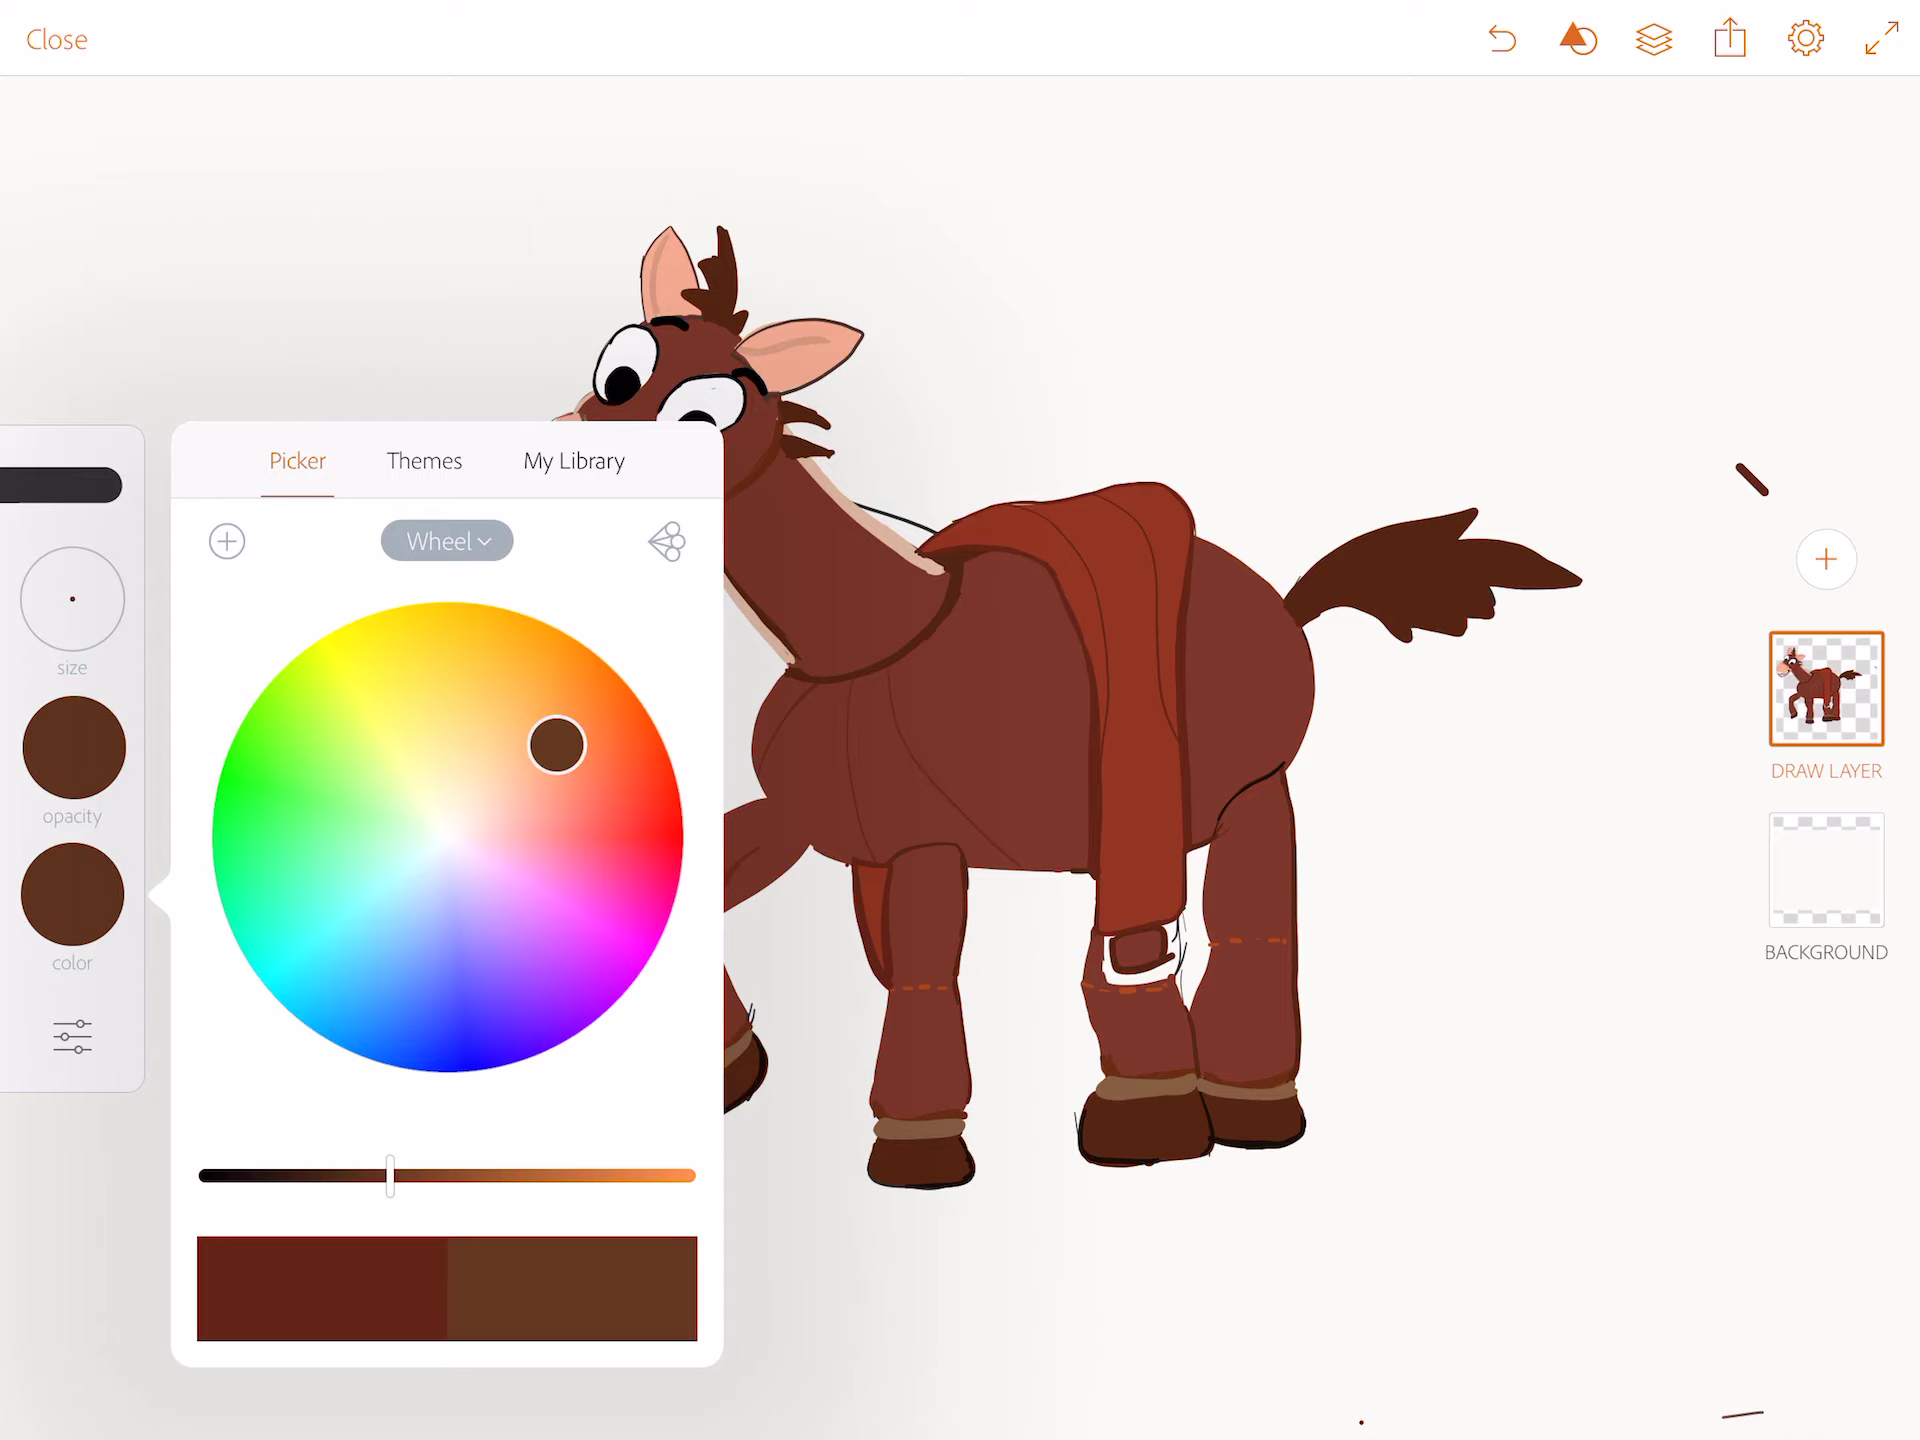 Close
Picker
Themes
My Library
Wheel
size
opacity
color
DRAW LAYER
BACKGROUND